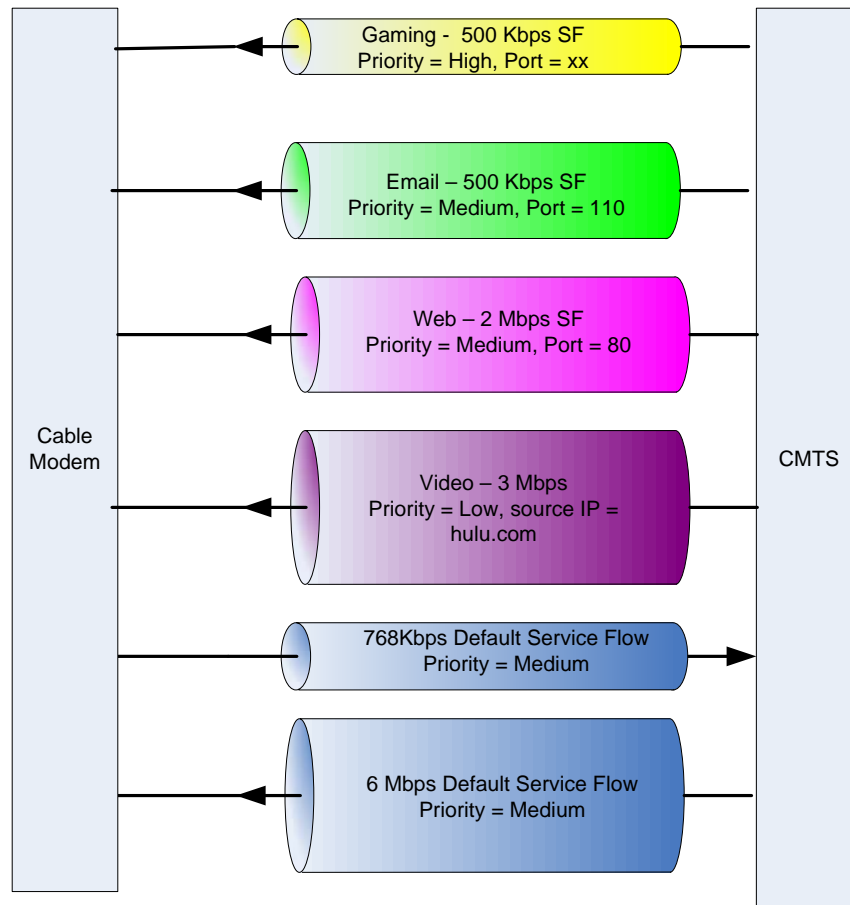 Gaming - 500 Kbps SF
Priority = High, Port = xx
Email – 500 Kbps SF
Priority = Medium, Port = 110
Web – 2 Mbps SF
Priority = Medium, Port = 80
Cable
Modem
CMTS
Video – 3 Mbps
Priority = Low, source IP =
hulu.com
768Kbps Default Service Flow
Priority = Medium
6 Mbps Default Service Flow
Priority = Medium